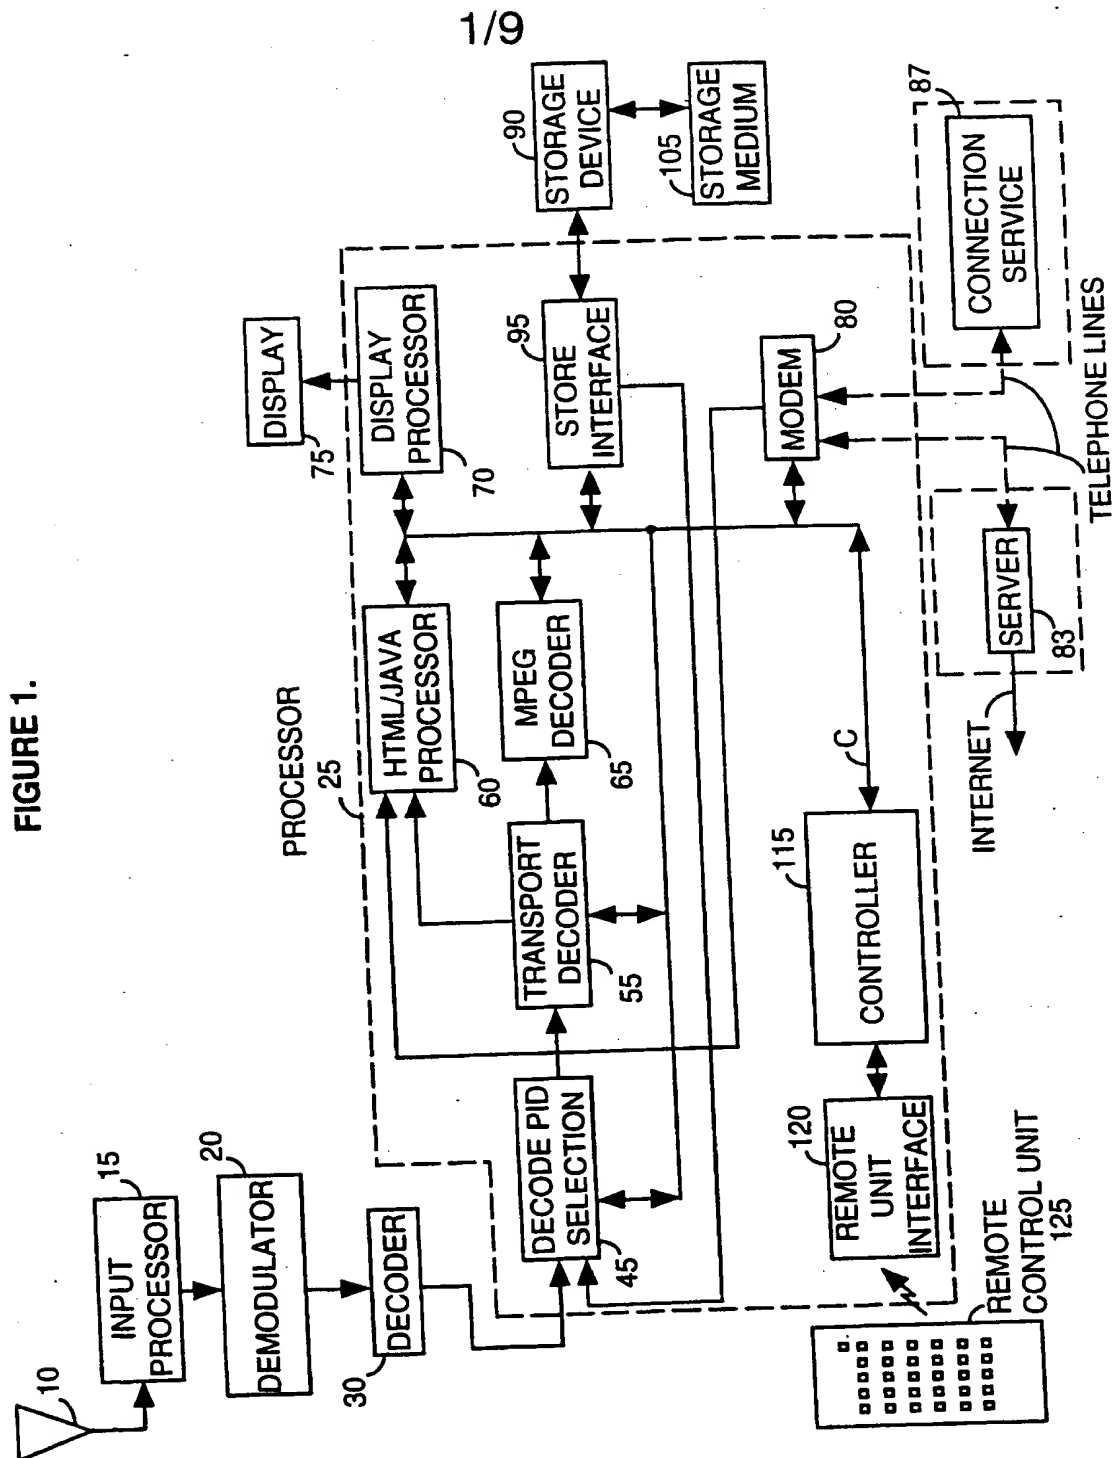 1/9
FIGURE 1.
10
15
INPUT
PROCESSOR
20
DEMODULATOR
30
DECODER
PROCESSOR
25
45
DECODE PID
SELECTION
TRANSPORT
DECODER
55
HTML/JAVA
PROCESSOR
60
MPEG
DECODER
65
DISPLAY
75
DISPLAY
PROCESSOR
70
STORE
INTERFACE
95
90
STORAGE
DEVICE
105
STORAGE
MEDIUM
MODEM
80
C
115
CONTROLLER
120
REMOTE
UNIT
INTERFACE
REMOTE
CONTROL UNIT
125
INTERNET
SERVER
83
TELEPHONE LINES
CONNECTION
SERVICE
87